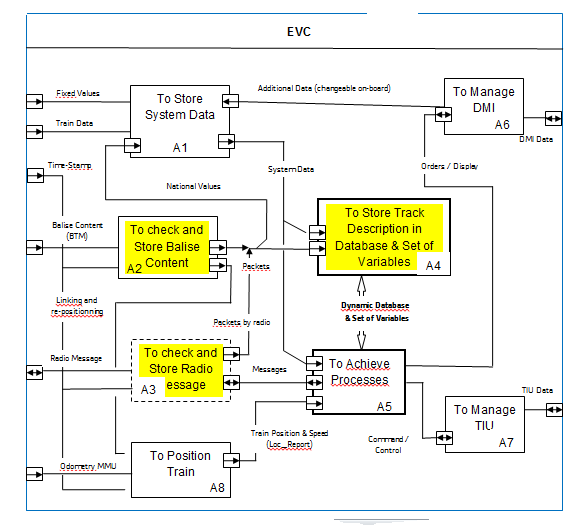 EVC
Fixed Values
Train Data
Time-Stamp
To Store
System Data
A1
Additional Data (changeable on-board)
To Manage
DMI
A6
DMI Data
SystemData
Orders / Display
National Values
Balise Content
(BTM)
To check and
Store Balise
Content
A2
Packets
To Store Track
Description in
Database & Set of
Variables
A4
Linking and
re-positionning
Packets by radio
Dynamic Database
& Set of Variables
Radio Message
To check and
Store Radio
essage
A3
Messages
To Achieve
Processes
A5
TIU Data
To Manage
TIU
A7
Train Position & Speed
(Loc_Report)
Command /
Control
Odometry MMU
To Position
Train
A8